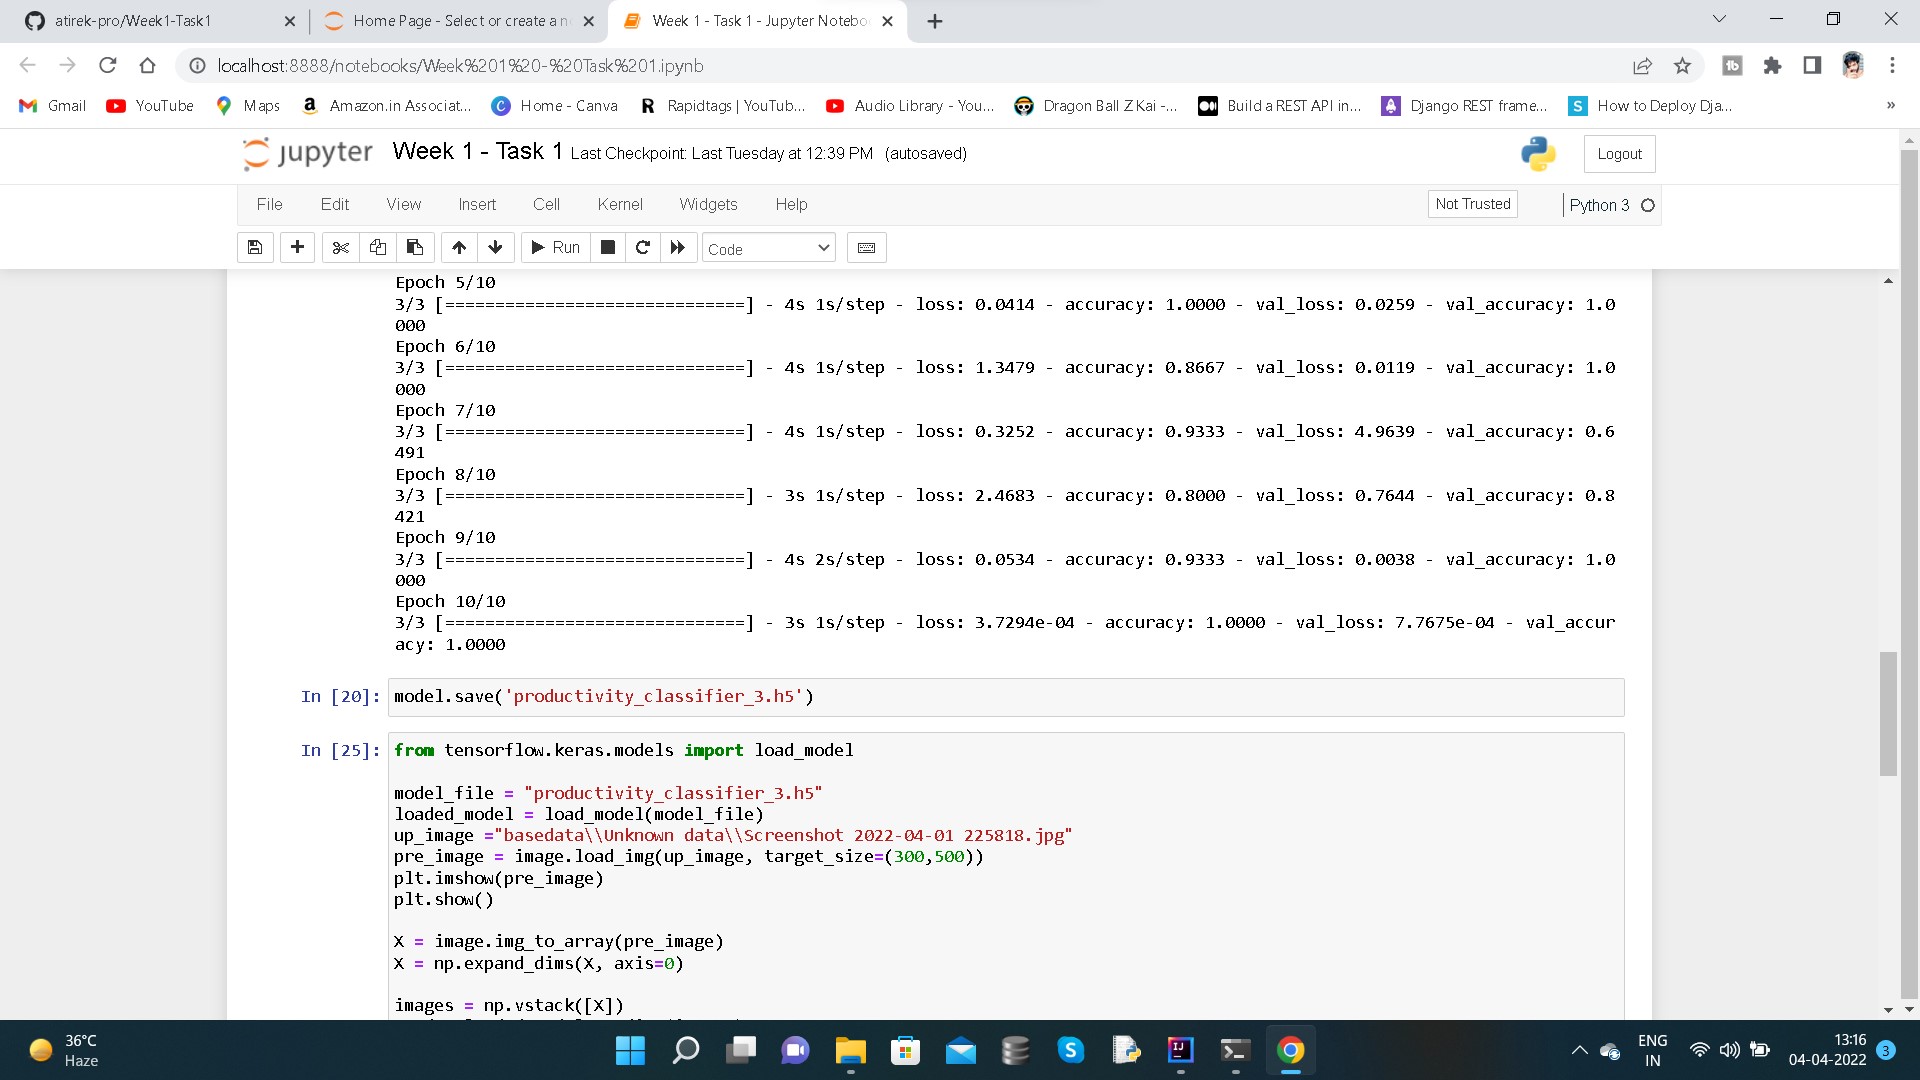 atirek-pro/Week1-Task1
Home Page - Select or create a n
Week 1 - Task 1 - Jupyter Notebo
localhost:8888/notebooks/Week%201%20-%20Task%201.ipynb
Gmail
YouTube
Maps
Amazon.in Associat...
Home - Canva
Rapidtags | YouTub...
Audio Library - You...
Dragon Ball Z Kai -...
Build a REST API in...
Django REST frame...
How to Deploy Dja...
»
jupyter
Week 1 - Task 1 Last Checkpoint: Last Tuesday at 12:39 PM (autosaved)
Logout
File Edit View Insert Cell Kernel Widgets Help
Not Trusted
Python 3
Run
Code
Epoch 5/10
3/3 [==============================] - 4s 1s/step - loss: 0.0414 - accuracy: 1.0000 - val_loss: 0.0259 - val_accuracy: 1.0
000
Epoch 6/10
3/3 [==============================] - 4s 1s/step - loss: 1.3479 - accuracy: 0.8667 - val_loss: 0.0119 - val_accuracy: 1.0
000
Epoch 7/10
3/3 [==============================] - 4s 1s/step - loss: 0.3252 - accuracy: 0.9333 - val_loss: 4.9639 - val_accuracy: 0.6
491
Epoch 8/10
3/3 [==============================] - 3s 1s/step - loss: 2.4683 - accuracy: 0.8000 - val_loss: 0.7644 - val_accuracy: 0.8
421
Epoch 9/10
3/3 [==============================] - 4s 2s/step - loss: 0.0534 - accuracy: 0.9333 - val_loss: 0.0038 - val_accuracy: 1.0
000
Epoch 10/10
3/3 [==============================] - 3s 1s/step - loss: 3.7294e-04 - accuracy: 1.0000 - val_loss: 7.7675e-04 - val_accur
acy: 1.0000
In [20]: model.save('productivity_classifier_3.h5')
In [25]: from tensorflow.keras.models import load_model
model_file = "productivity_classifier_3.h5"
loaded_model = load_model(model_file)
up_image ="basedata\\Unknown data\\Screenshot 2022-04-01 225818.jpg"
pre_image = image.load_img(up_image, target_size=(300,500))
plt.imshow(pre_image)
plt.show()
X = image.img_to_array(pre_image)
X = np.expand_dims(X, axis=0)
images = np.vstack([X])
36°C
Haze
ENG
IN
13:16
04-04-2022
3